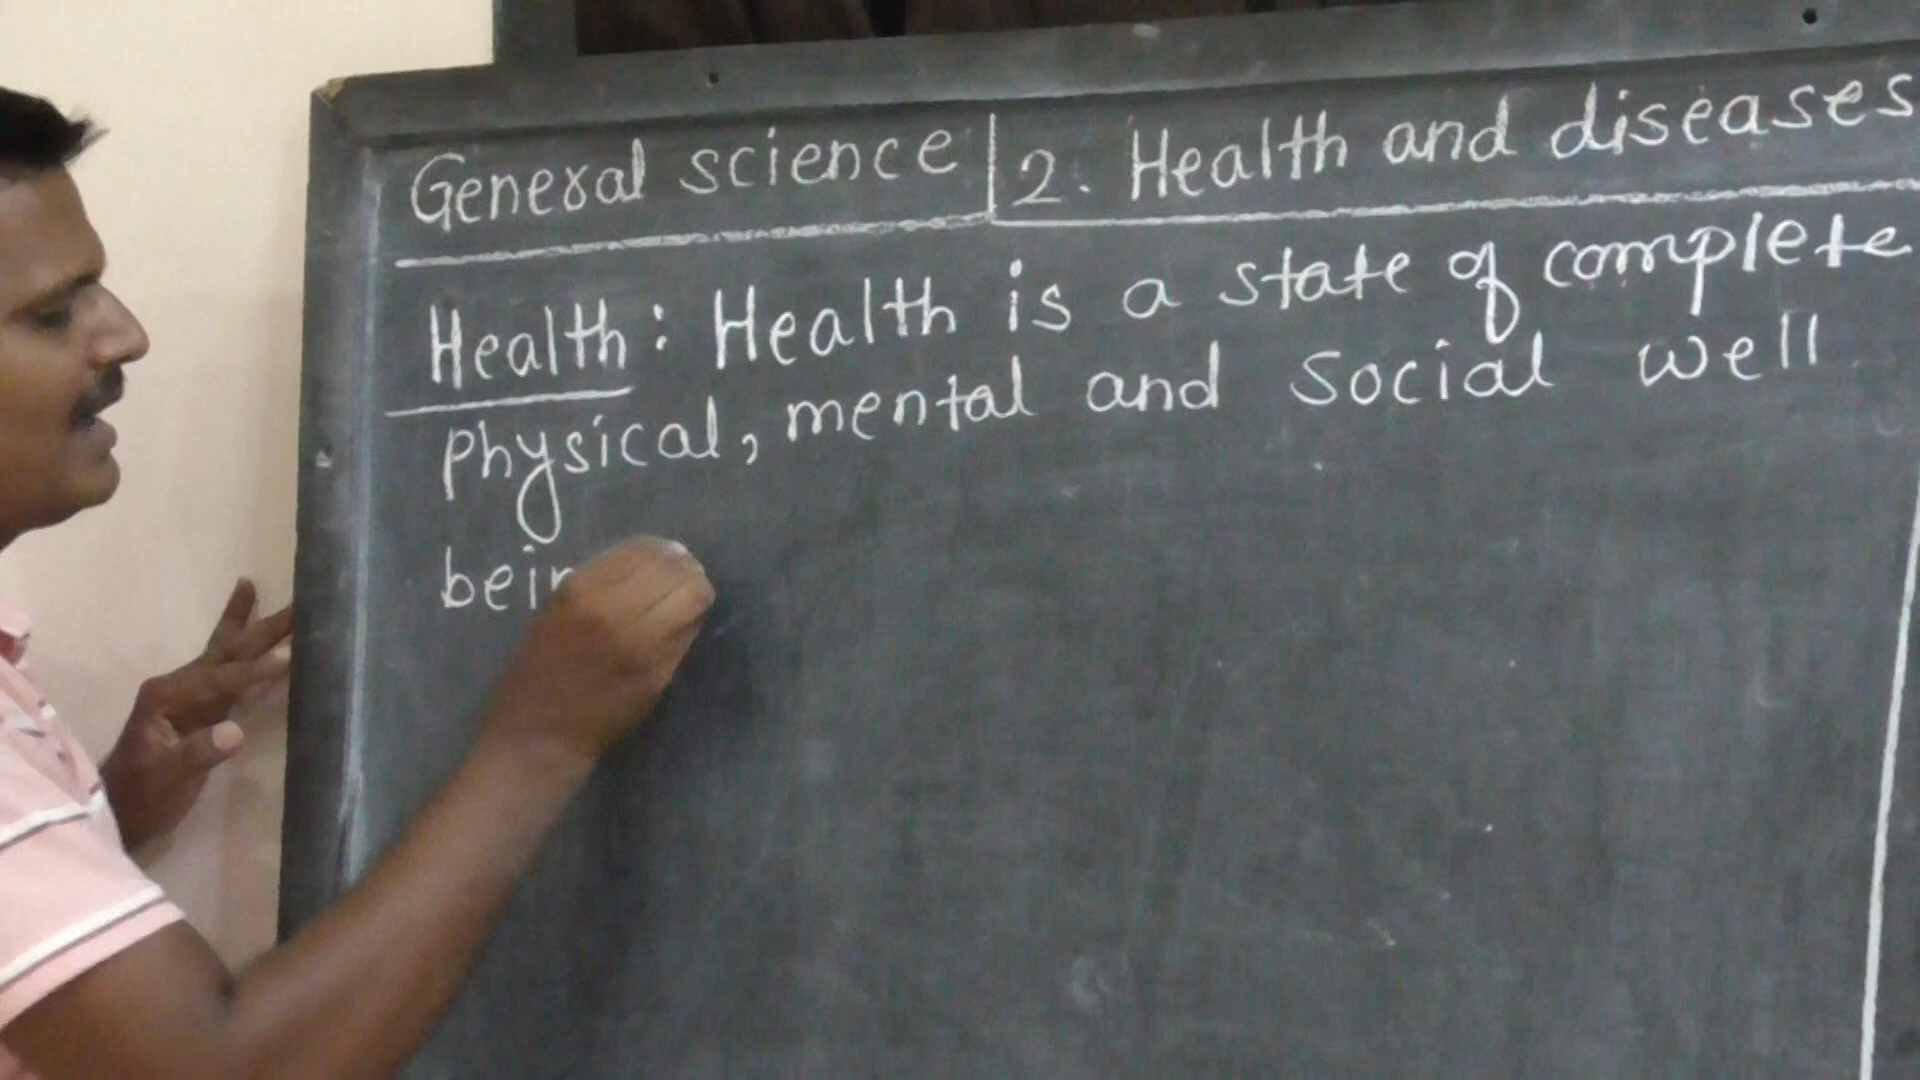 General science | 2. Health and diseases
Health : Health is a state of complete
physical, mental and social well
bein